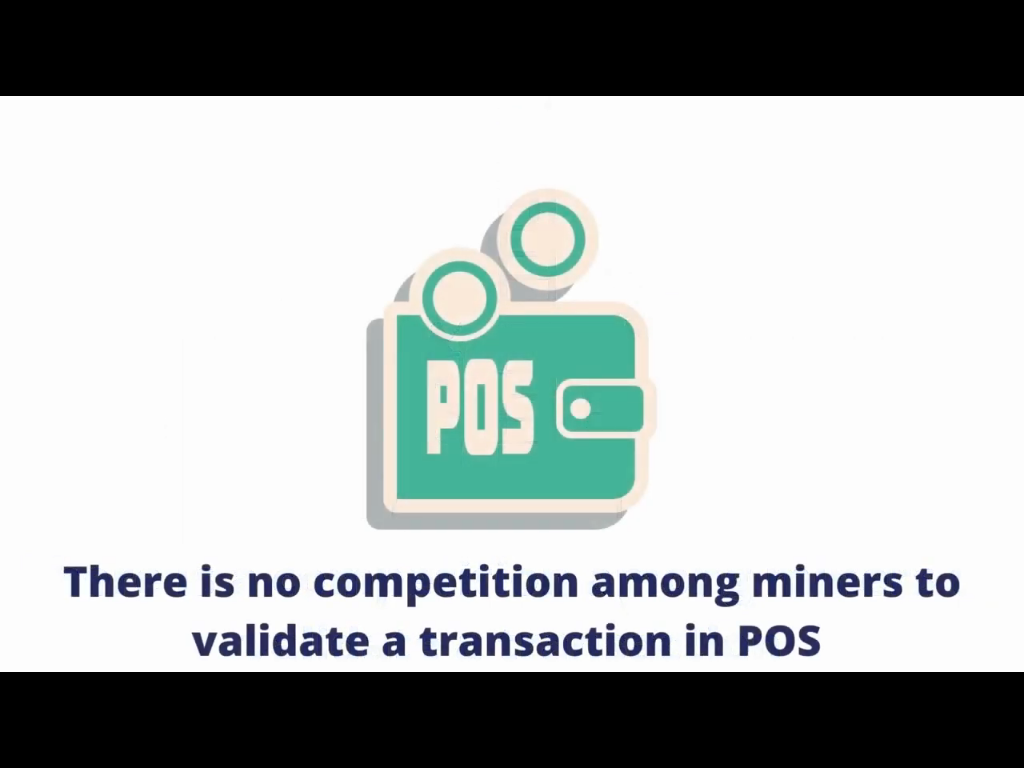 POS
There is no competition among miners to
validate a transaction in POS